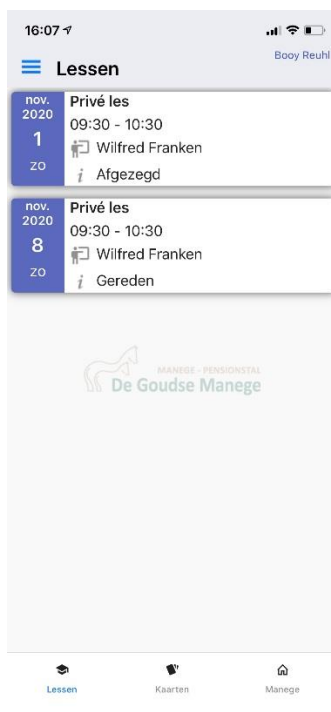 16:07
Booy Reuhl
Lessen
nov.
2020
1
zo
Privé les
09:30 - 10:30
Wilfred Franken
i Afgezegd
nov.
2020
8
zo
Privé les
09:30 - 10:30
Wilfred Franken
i Gereden
MANEGE - PENSIONSTAL
De Goudse Manege
Lessen
Kaarten
Manege